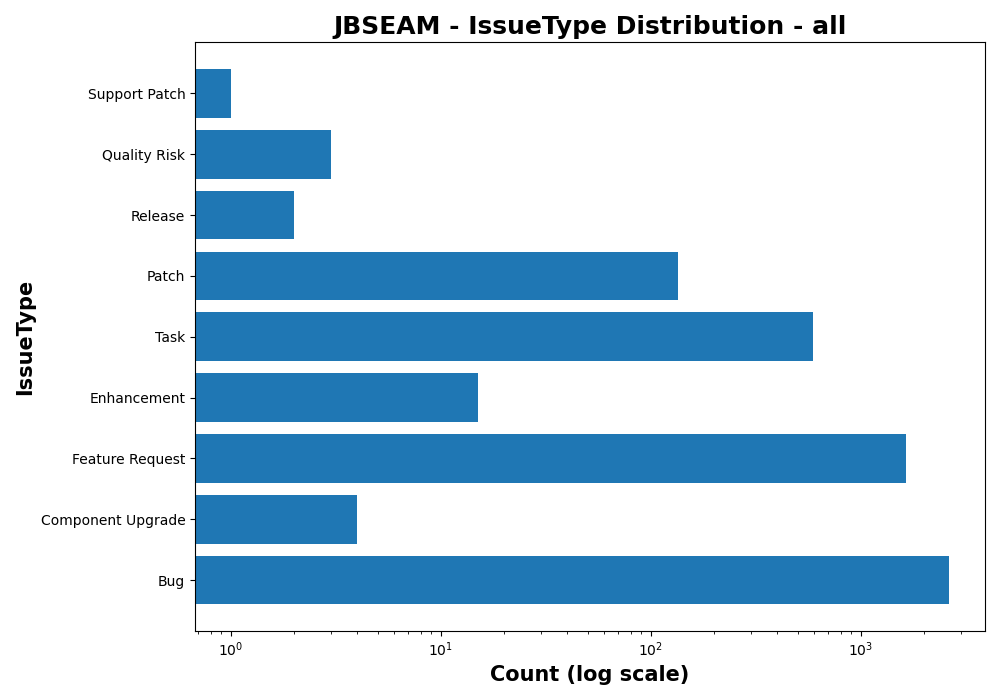 JBSEAM - IssueType Distribution - all
Support Patch
Quality Risk
Release
Patch
Task
Enhancement
Feature Request
Component Upgrade
Bug
IssueType
10⁰ 10¹ 10² 10³
Count (log scale)